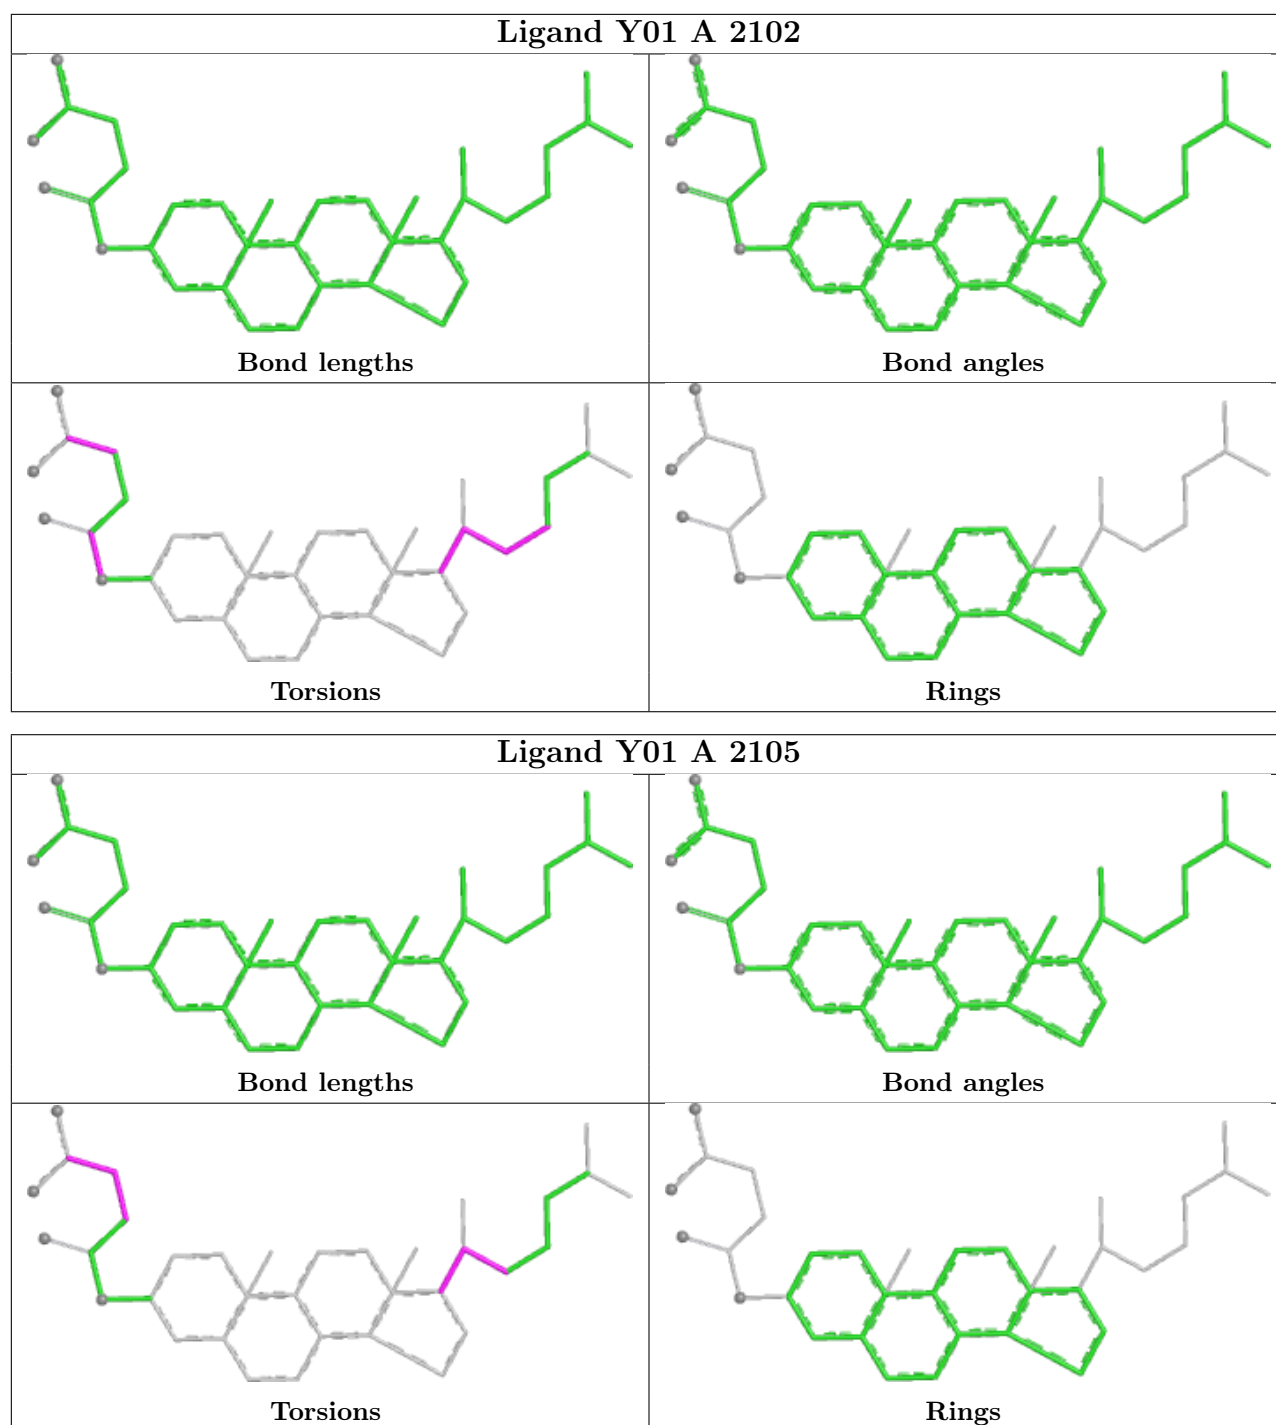 Ligand Y01 A 2102
Bond lengths
Bond angles
Torsions
Rings
Ligand Y01 A 2105
Bond lengths
Bond angles
Torsions
Rings